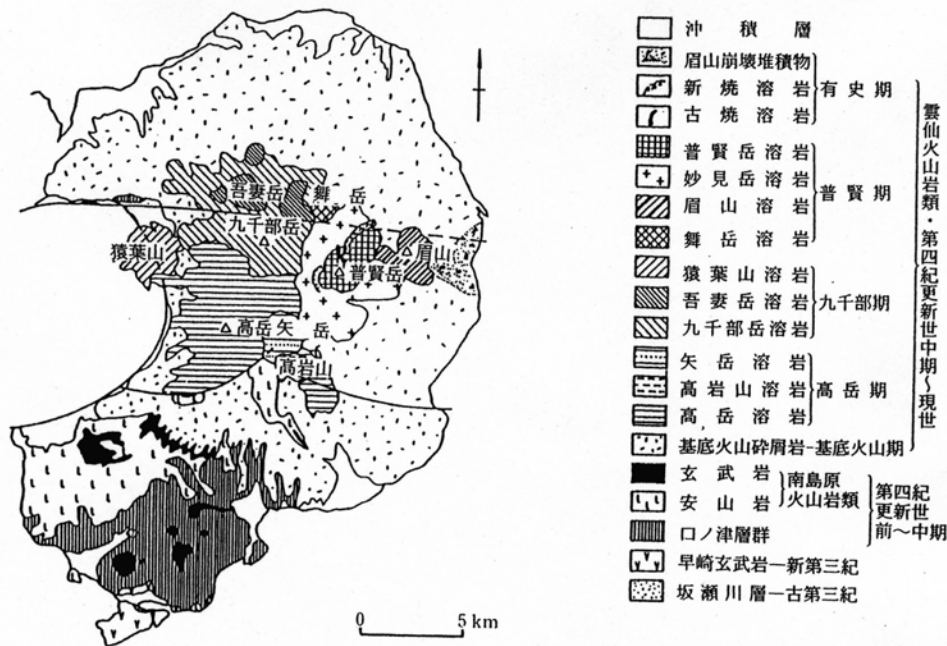 吾妻岳
舞岳
九千部岳
猿葉山
眉山
普賢岳
高岳
矢岳
高岩山
0 5 km
沖積層
眉山崩壊堆積物
新焼溶岩
古焼溶岩
有史期
普賢岳溶岩
妙見岳溶岩
眉山溶岩
舞岳溶岩
普賢期
猿葉山溶岩
吾妻岳溶岩
九千部岳溶岩
九千部期
矢岳溶岩
高岩山溶岩
高岳溶岩
高岳期
基底火山砕屑岩−基底火山期
雲仙火山岩類・第四紀更新世中期〜現世
玄武岩
安山岩
南島原
火山岩類
口ノ津層群
第四紀
更新世
前〜中期
早崎玄武岩−新第三紀
坂瀬川層−古第三紀